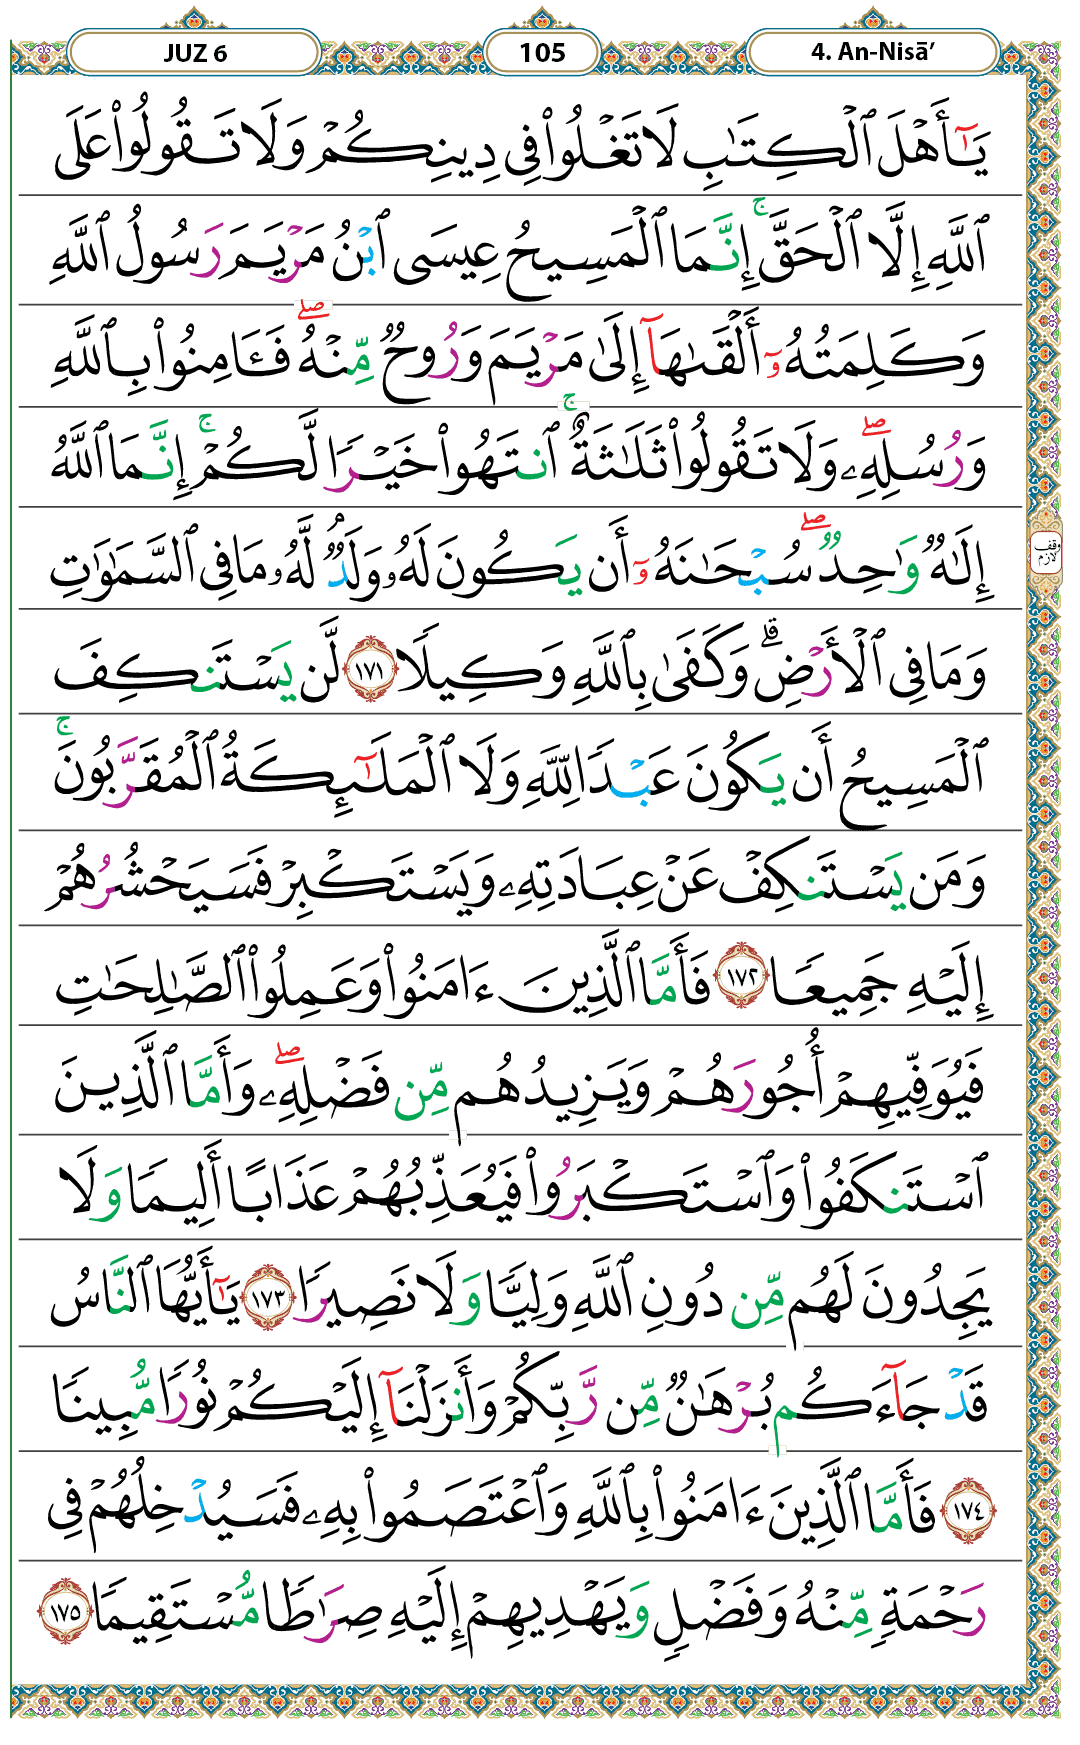 JUZ 6
105
4. An-Nisā’
يَـٰٓأَهْلَ ٱلْكِتَـٰبِ لَا تَغْلُوا۟ فِى دِينِكُمْ وَلَا تَقُولُوا۟ عَلَى
ٱللَّهِ إِلَّا ٱلْحَقَّ ۚ إِنَّمَا ٱلْمَسِيحُ عِيسَى ٱبْنُ مَرْيَمَ رَسُولُ ٱللَّهِ
وَكَلِمَتُهُۥٓ أَلْقَىٰهَآ إِلَىٰ مَرْيَمَ وَرُوحٌ مِّنْهُ ۖ فَـَٔامِنُوا۟ بِٱللَّهِ
وَرُسُلِهِۦ ۖ وَلَا تَقُولُوا۟ ثَلَـٰثَةٌ ۚ ٱنتَهُوا۟ خَيْرًا لَّكُمْ ۚ إِنَّمَا ٱللَّهُ
إِلَـٰهٌ وَٰحِدٌ ۖ سُبْحَـٰنَهُۥٓ أَن يَكُونَ لَهُۥ وَلَدٌ ۘ لَّهُۥ مَا فِى ٱلسَّمَـٰوَٰتِ
وقف لازم
وَمَا فِى ٱلْأَرْضِ ۗ وَكَفَىٰ بِٱللَّهِ وَكِيلًا ١٧١ لَّن يَسْتَنكِفَ
ٱلْمَسِيحُ أَن يَكُونَ عَبْدًا لِّلَّهِ وَلَا ٱلْمَلَـٰٓئِكَةُ ٱلْمُقَرَّبُونَ ۚ
وَمَن يَسْتَنكِفْ عَنْ عِبَادَتِهِۦ وَيَسْتَكْبِرْ فَسَيَحْشُرُهُمْ
إِلَيْهِ جَمِيعًا ١٧٢ فَأَمَّا ٱلَّذِينَ ءَامَنُوا۟ وَعَمِلُوا۟ ٱلصَّـٰلِحَـٰتِ
فَيُوَفِّيهِمْ أُجُورَهُمْ وَيَزِيدُهُم مِّن فَضْلِهِۦ ۖ وَأَمَّا ٱلَّذِينَ
ٱسْتَنكَفُوا۟ وَٱسْتَكْبَرُوا۟ فَيُعَذِّبُهُمْ عَذَابًا أَلِيمًا وَلَا
يَجِدُونَ لَهُم مِّن دُونِ ٱللَّهِ وَلِيًّا وَلَا نَصِيرًا ١٧٣ يَـٰٓأَيُّهَا ٱلنَّاسُ
قَدْ جَآءَكُم بُرْهَـٰنٌ مِّن رَّبِّكُمْ وَأَنزَلْنَآ إِلَيْكُمْ نُورًا مُّبِينًا
١٧٤ فَأَمَّا ٱلَّذِينَ ءَامَنُوا۟ بِٱللَّهِ وَٱعْتَصَمُوا۟ بِهِۦ فَسَيُدْخِلُهُمْ فِى
رَحْمَةٍ مِّنْهُ وَفَضْلٍ وَيَهْدِيهِمْ إِلَيْهِ صِرَٰطًا مُّسْتَقِيمًا ١٧٥